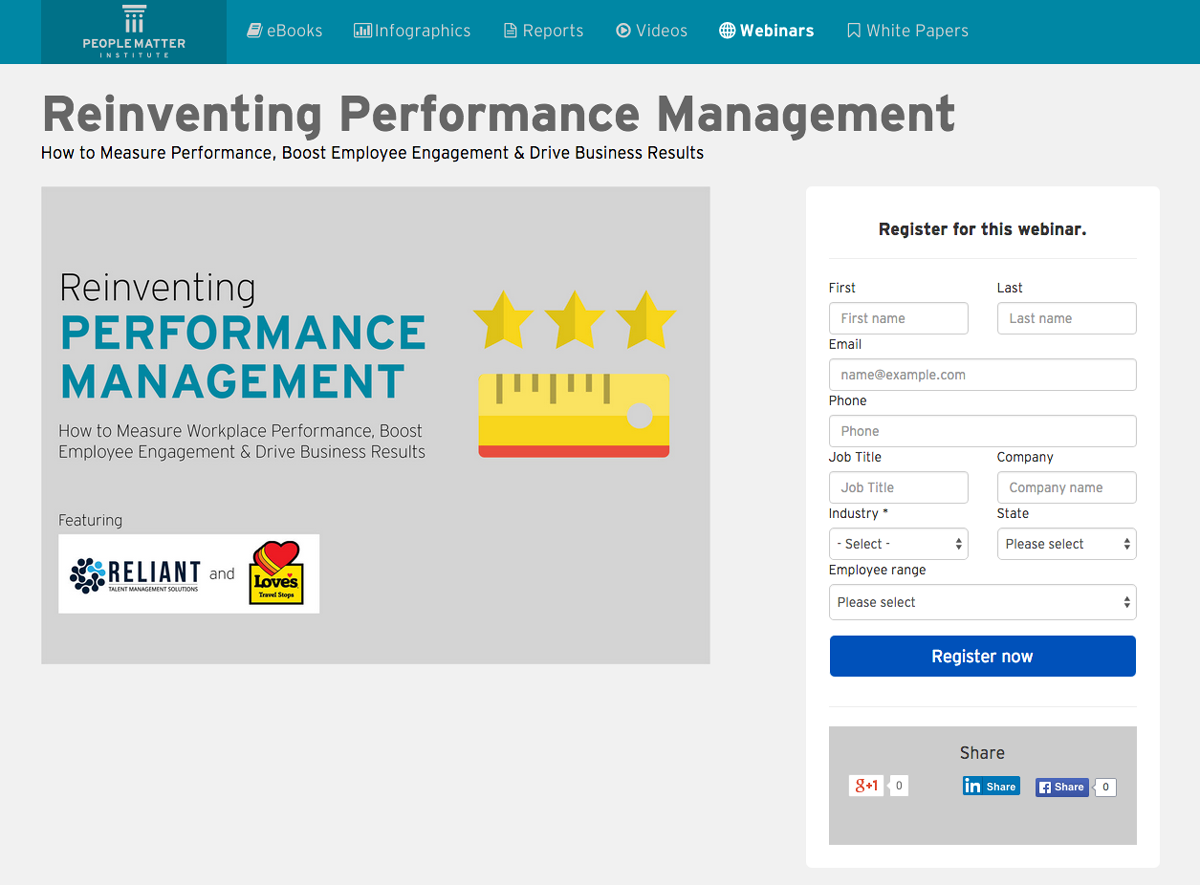 PEOPLEMATTER
INSTITUTE
eBooks Infographics Reports Videos Webinars White Papers
Reinventing Performance Management
How to Measure Performance, Boost Employee Engagement & Drive Business Results
Reinventing
PERFORMANCE
MANAGEMENT
How to Measure Workplace Performance, Boost
Employee Engagement & Drive Business Results
Featuring
RELIANT
TALENT MANAGEMENT SOLUTIONS
and
Love's
Travel Stops
Register for this webinar.
First Last
First name Last name
Email
name@example.com
Phone
Phone
Job Title Company
Job Title Company name
Industry * State
- Select - Please select
Employee range
Please select
Register now
Share
g+1 0 in Share f Share 0